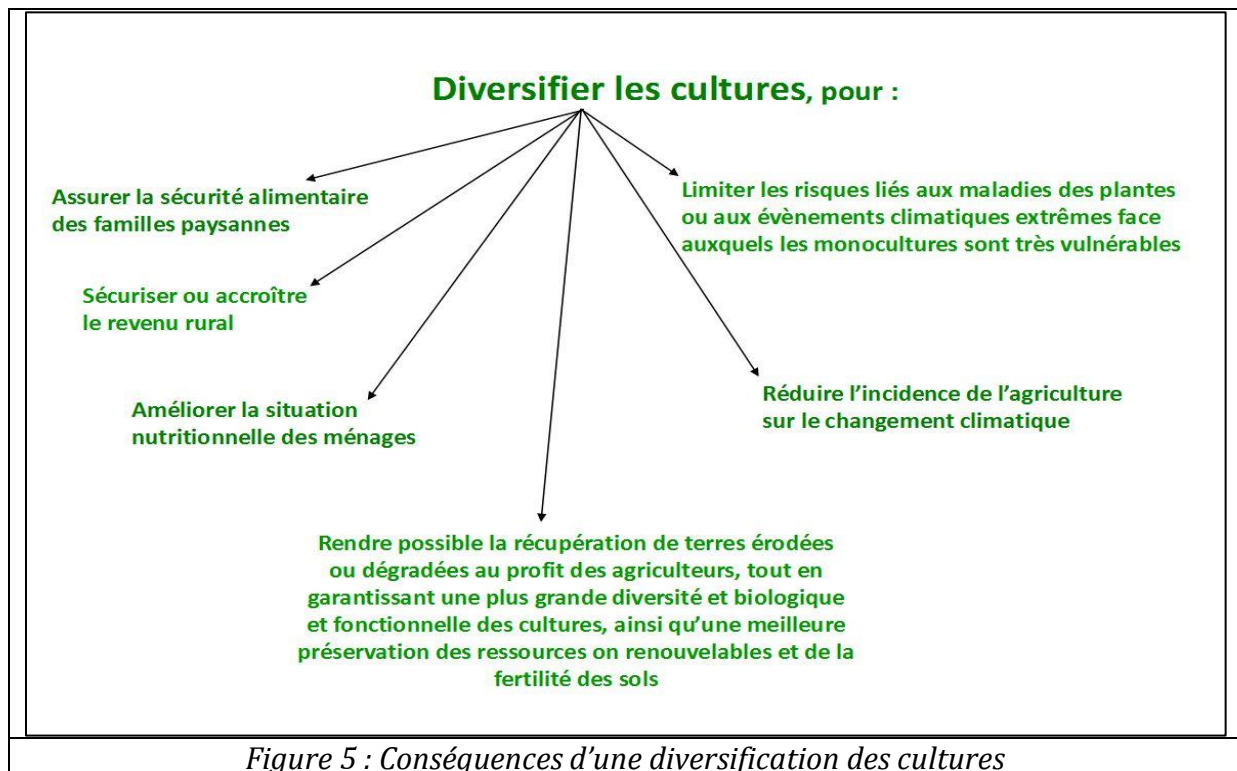 Diversifier les cultures, pour :
Assurer la sécurité alimentaire
des familles paysannes
Limiter les risques liés aux maladies des plantes
ou aux évènements climatiques extrêmes face
auxquels les monocultures sont très vulnérables
Sécuriser ou accroître
le revenu rural
Améliorer la situation
nutritionnelle des ménages
Réduire l'incidence de l'agriculture
sur le changement climatique
Rendre possible la récupération de terres érodées
ou dégradées au profit des agriculteurs, tout en
garantissant une plus grande diversité et biologique
et fonctionnelle des cultures, ainsi qu'une meilleure
préservation des ressources on renouvelables et de la
fertilité des sols
Figure 5 : Conséquences d'une diversification des cultures